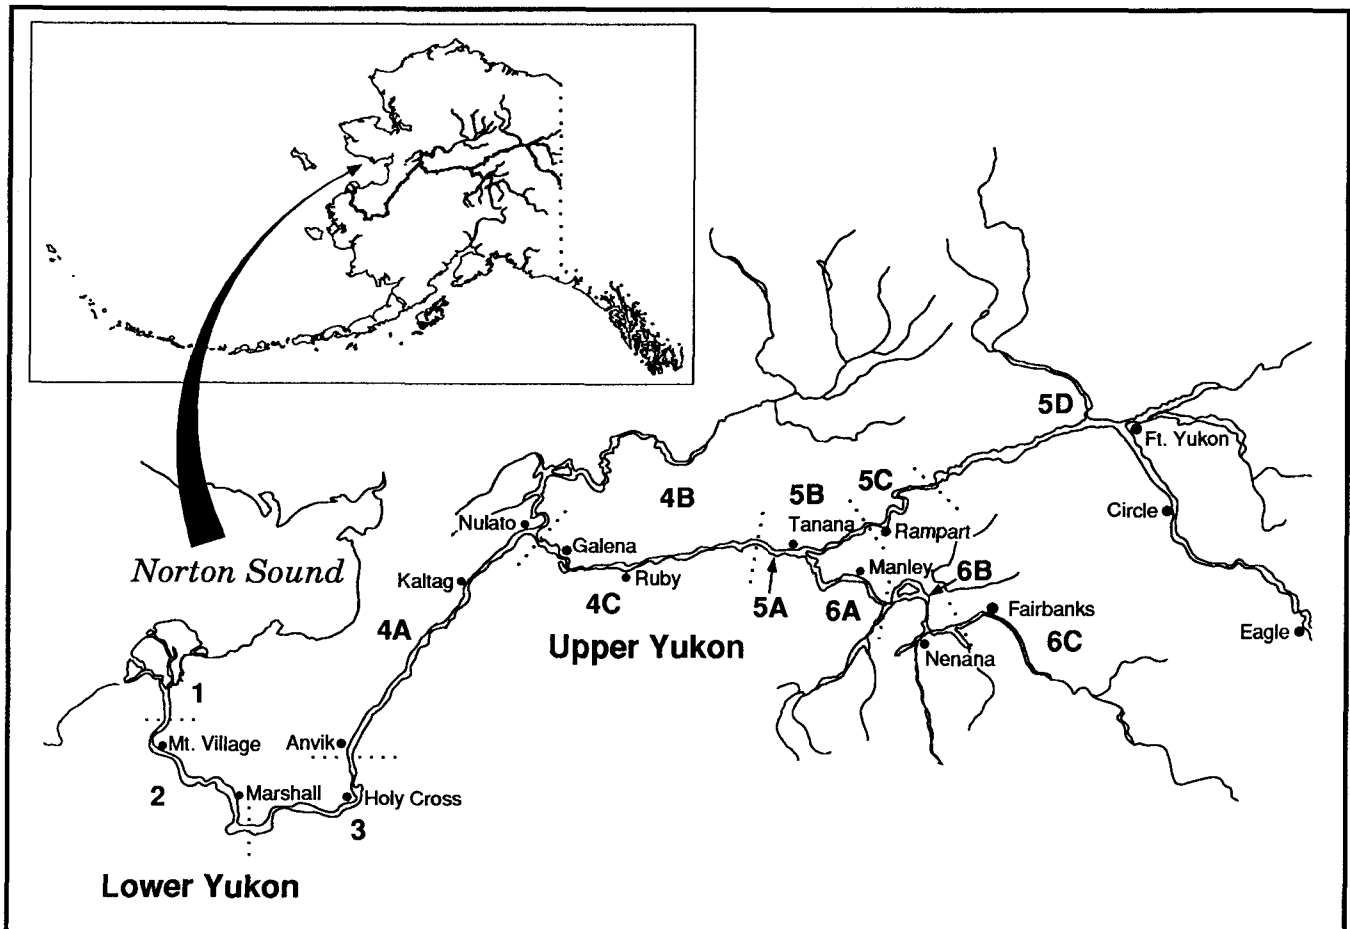 5D
Ft. Yukon
4B
5B
5C
Circle
Nulato
Tanana
Rampart
Galena
Norton Sound
Kaltag
Ruby
Manley
6B
4C
5A
6A
Fairbanks
4A
Upper Yukon
6C
Eagle
Nenana
1
Mt. Village
Anvik
2
Marshall
Holy Cross
3
Lower Yukon